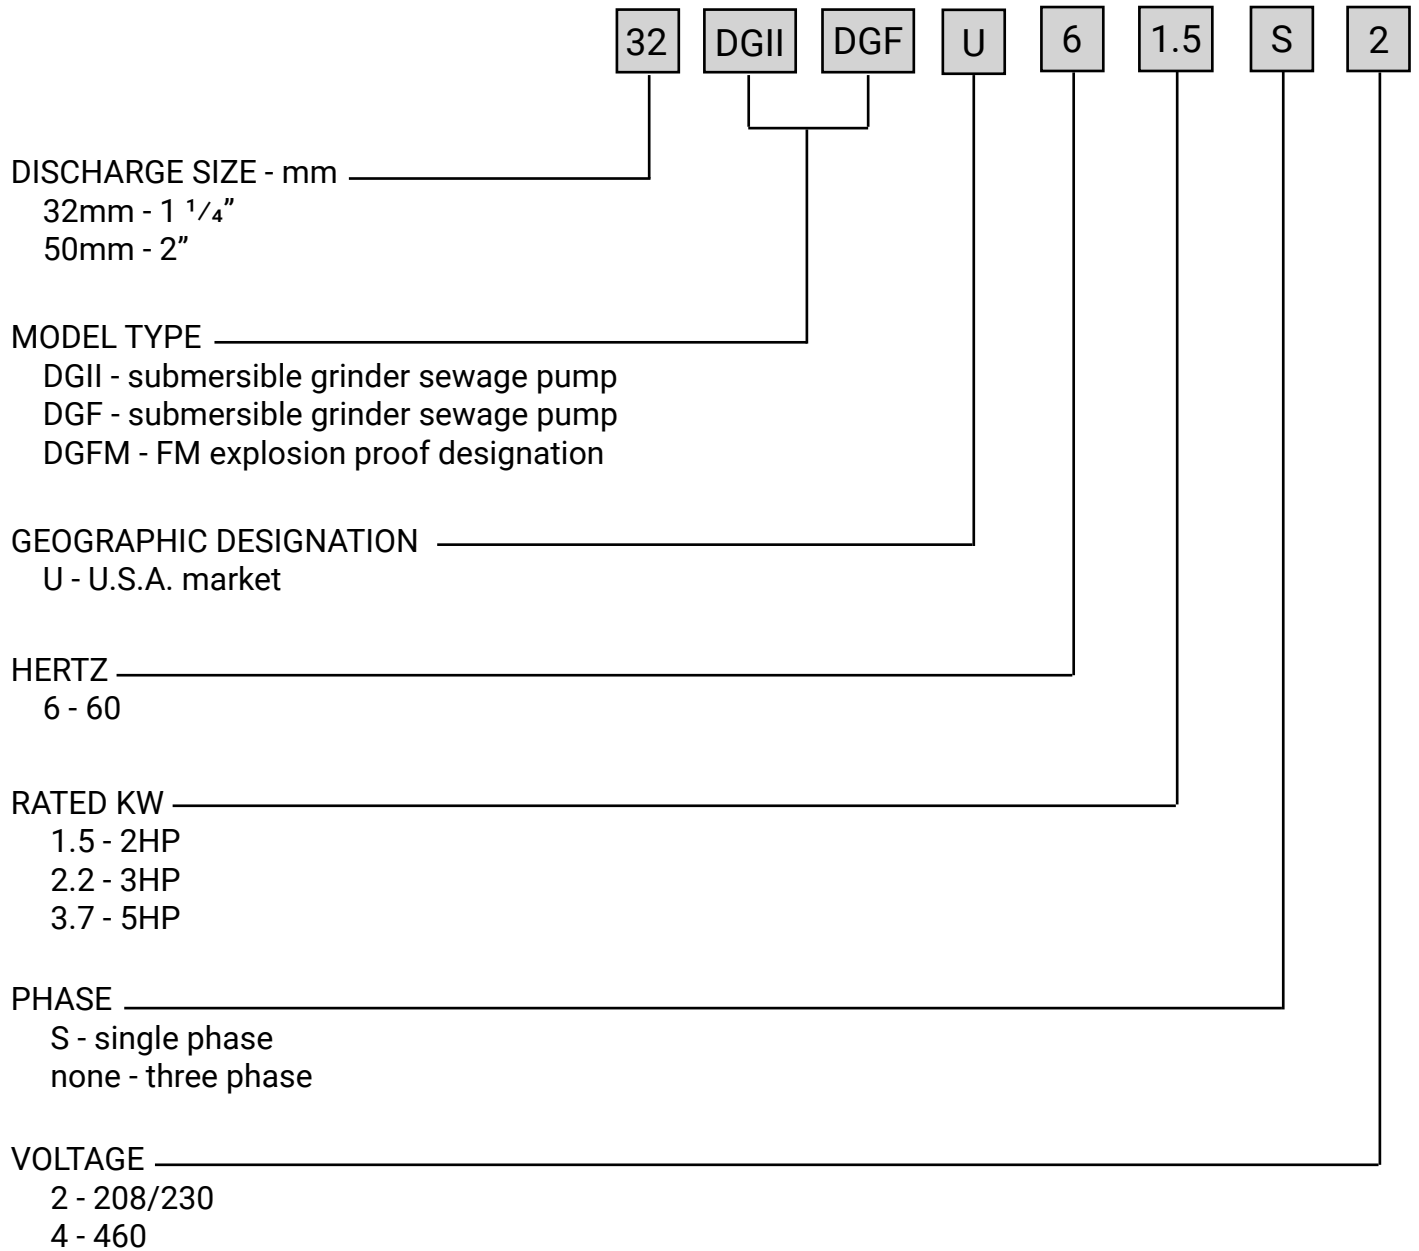 32 DGII DGF U 6 1.5 S 2
DISCHARGE SIZE - mm
32mm - 1 ¹⁄₄”
50mm - 2”
MODEL TYPE
DGII - submersible grinder sewage pump
DGF - submersible grinder sewage pump
DGFM - FM explosion proof designation
GEOGRAPHIC DESIGNATION
U - U.S.A. market
HERTZ
6 - 60
RATED KW
1.5 - 2HP
2.2 - 3HP
3.7 - 5HP
PHASE
S - single phase
none - three phase
VOLTAGE
2 - 208/230
4 - 460